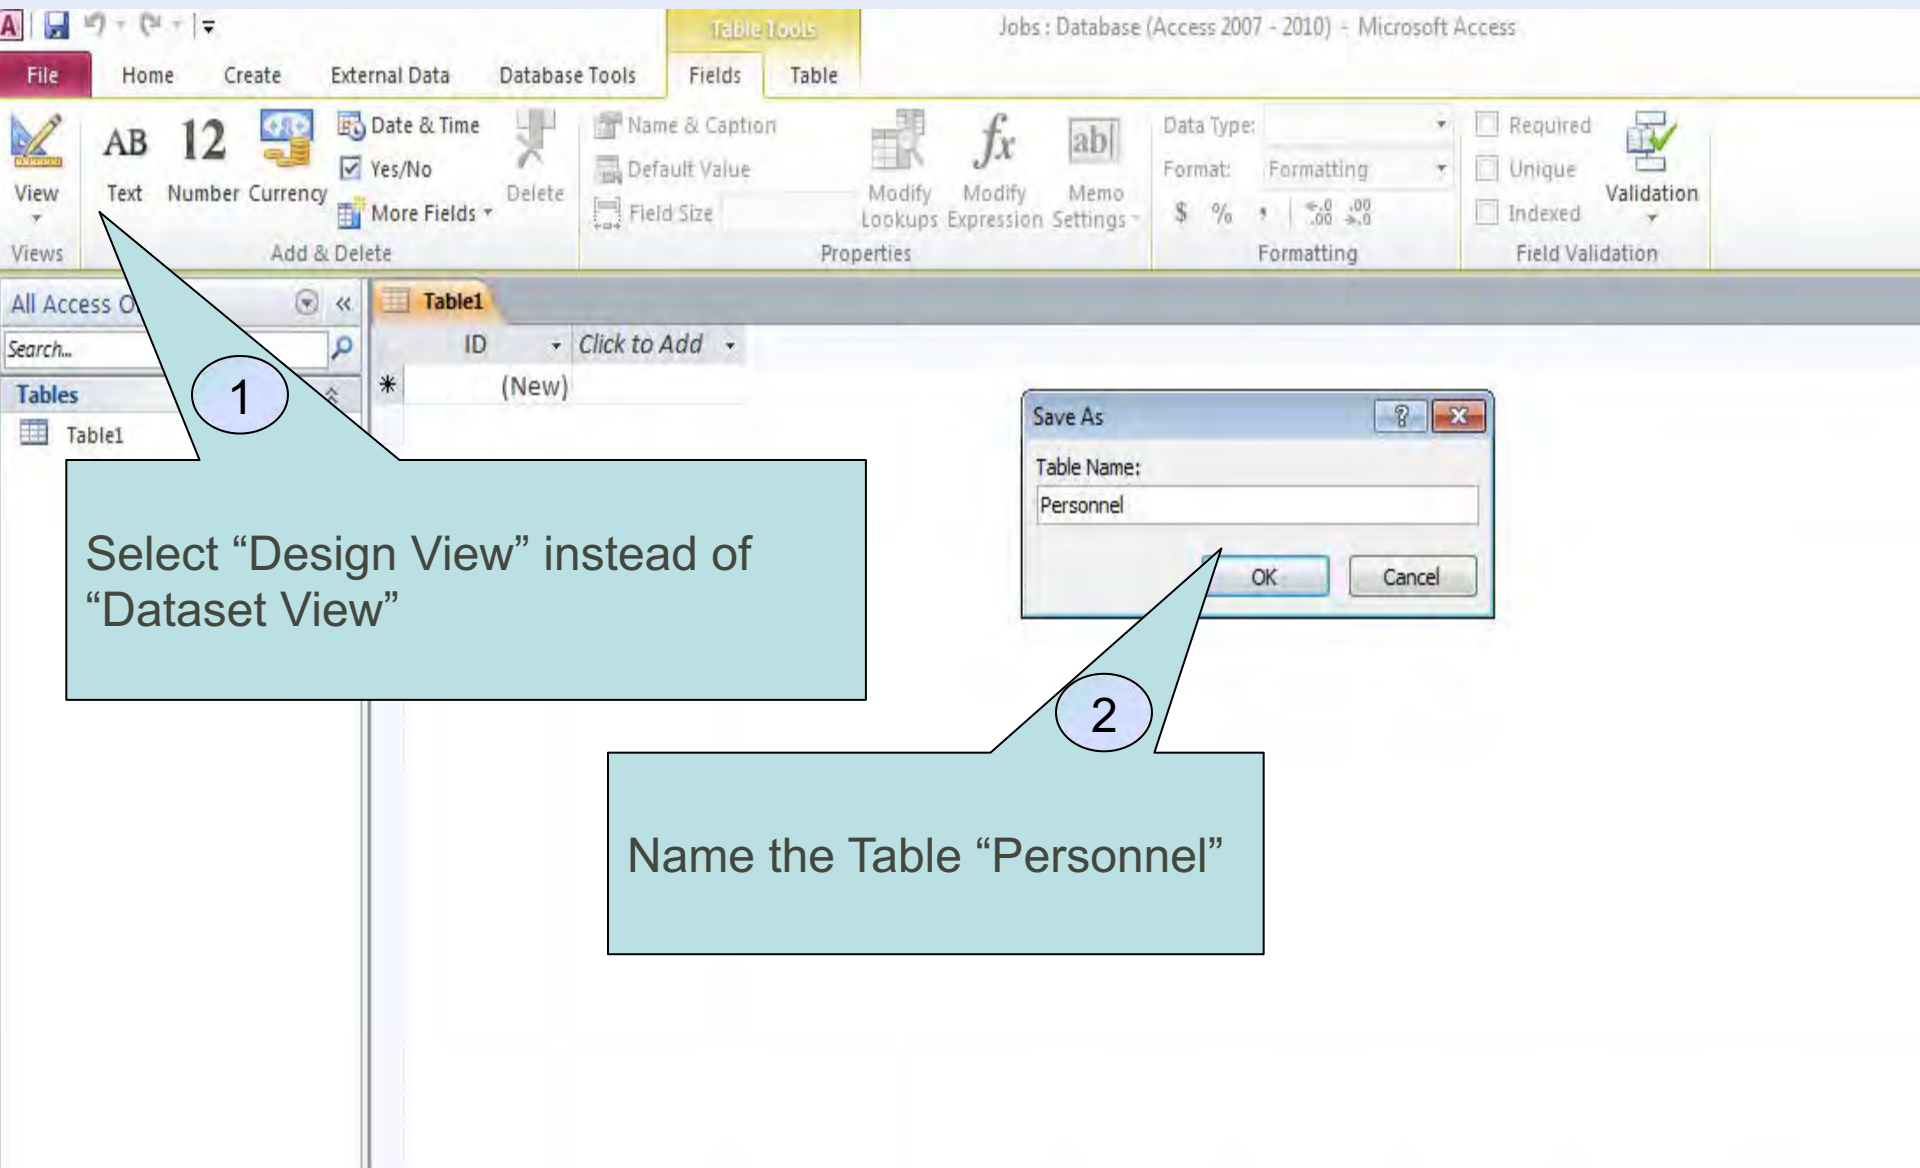 Table Tools
Jobs : Database (Access 2007 - 2010) - Microsoft Access
File Home Create External Data Database Tools Fields Table
View
AB
Text
12
Number
Currency
Date & Time
Yes/No
More Fields
Delete
Name & Caption
Default Value
Field Size
Modify Lookups
fx
Modify Expression
ab
Memo Settings
Data Type:
Format: Formatting
$ %
Required
Unique
Indexed
Validation
Views
Add & Delete
Properties
Formatting
Field Validation
All Access O
«
Table1
Search...
ID
Click to Add
Tables
* (New)
Table1
1
Select “Design View” instead of
“Dataset View”
Save As
Table Name:
Personnel
OK
Cancel
2
Name the Table “Personnel”